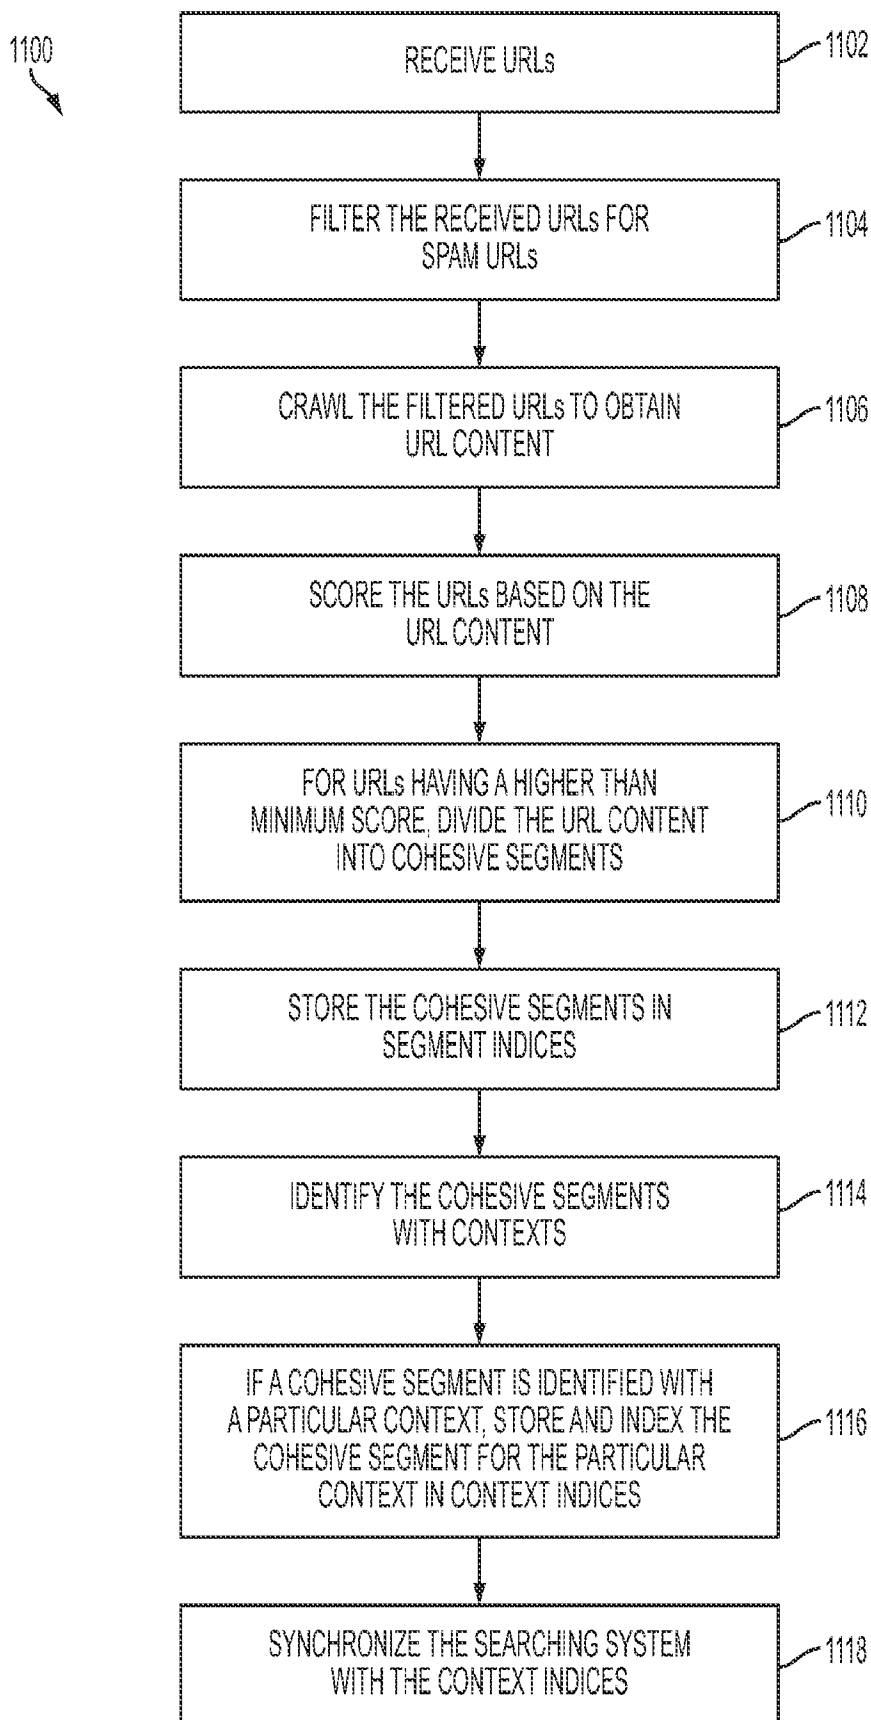 1100
RECEIVE URLs
1102
FILTER THE RECEIVED URLs FOR
SPAM URLs
1104
CRAWL THE FILTERED URLs TO OBTAIN
URL CONTENT
1106
SCORE THE URLs BASED ON THE
URL CONTENT
1108
FOR URLs HAVING A HIGHER THAN
MINIMUM SCORE, DIVIDE THE URL CONTENT
INTO COHESIVE SEGMENTS
1110
STORE THE COHESIVE SEGMENTS IN
SEGMENT INDICES
1112
IDENTIFY THE COHESIVE SEGMENTS
WITH CONTEXTS
1114
IF A COHESIVE SEGMENT IS IDENTIFIED WITH
A PARTICULAR CONTEXT, STORE AND INDEX THE
COHESIVE SEGMENT FOR THE PARTICULAR
CONTEXT IN CONTEXT INDICES
1116
SYNCHRONIZE THE SEARCHING SYSTEM
WITH THE CONTEXT INDICES
1118